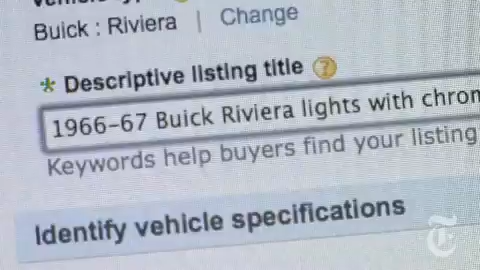 Buick : Riviera | Change
* Descriptive listing title ?
1966-67 Buick Riviera lights with chrom
Keywords help buyers find your listing
Identify vehicle specifications
T